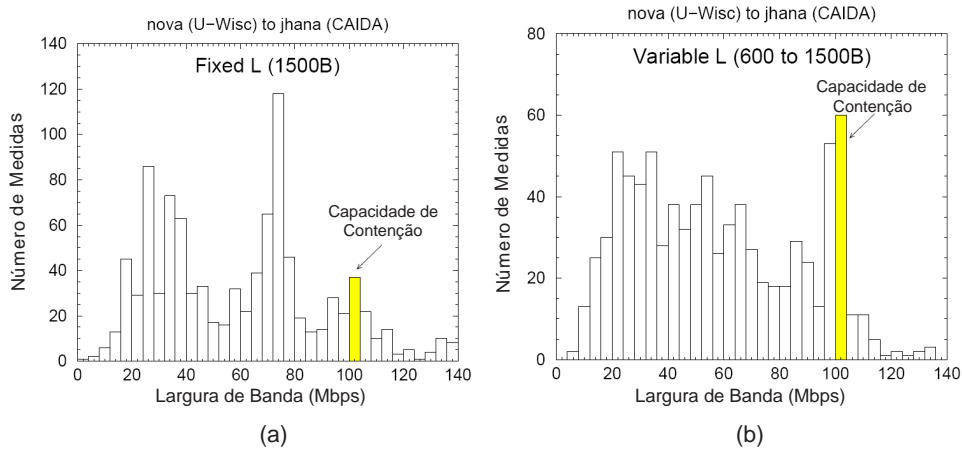 nova (U−Wisc) to jhana (CAIDA)
Fixed L (1500B)
Número de Medidas
140
120
100
80
60
40
20
0
Capacidade de
Contenção
0 20 40 60 80 100 120 140
Largura de Banda (Mbps)
(a)
nova (U−Wisc) to jhana (CAIDA)
Variable L (600 to 1500B)
Número de Medidas
80
60
40
20
0
Capacidade de
Contenção
0 20 40 60 80 100 120 140
Largura de Banda (Mbps)
(b)